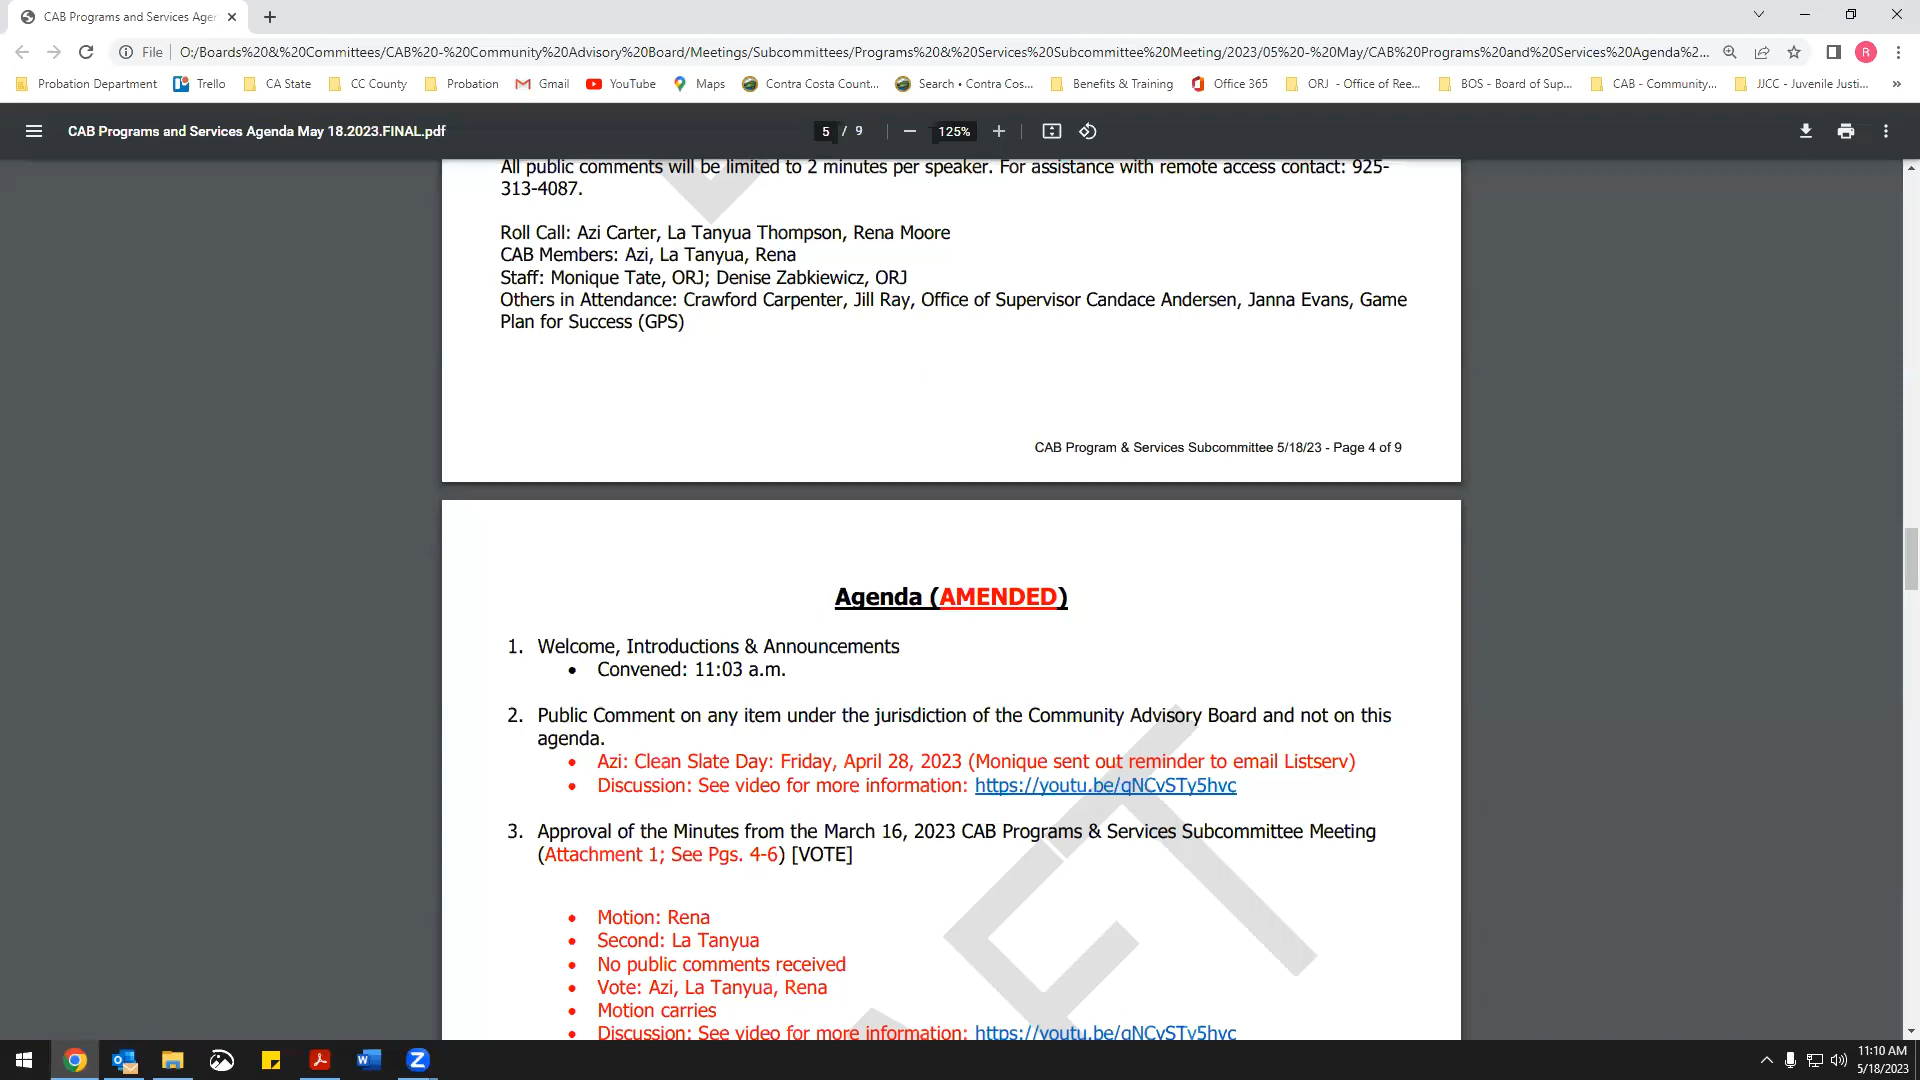 CAB Programs and Services Agen
File
O:/Boards%20&%20Committees/CAB%20-%20Community%20Advisory%20Board/Meetings/Subcommittees/Programs%20&%20Services%20Subcommittee%20Meeting/2023/05%20-%20May/CAB%20Programs%20and%20Services%20Agenda%2...
R
Probation Department
Trello
CA State
CC County
Probation
Gmail
YouTube
Maps
Contra Costa Count...
Search • Contra Cos...
Benefits & Training
Office 365
ORJ - Office of Ree...
BOS - Board of Sup...
CAB - Community...
JJCC - Juvenile Justi...
»
CAB Programs and Services Agenda May 18.2023.FINAL.pdf
5 / 9
125%
All public comments will be limited to 2 minutes per speaker. For assistance with remote access contact: 925-
313-4087.
Roll Call: Azi Carter, La Tanyua Thompson, Rena Moore
CAB Members: Azi, La Tanyua, Rena
Staff: Monique Tate, ORJ; Denise Zabkiewicz, ORJ
Others in Attendance: Crawford Carpenter, Jill Ray, Office of Supervisor Candace Andersen, Janna Evans, Game
Plan for Success (GPS)
CAB Program & Services Subcommittee 5/18/23 - Page 4 of 9
Agenda (AMENDED)
1. Welcome, Introductions & Announcements
• Convened: 11:03 a.m.
2. Public Comment on any item under the jurisdiction of the Community Advisory Board and not on this
agenda.
• Azi: Clean Slate Day: Friday, April 28, 2023 (Monique sent out reminder to email Listserv)
• Discussion: See video for more information: https://youtu.be/qNCvSTy5hvc
3. Approval of the Minutes from the March 16, 2023 CAB Programs & Services Subcommittee Meeting
(Attachment 1; See Pgs. 4-6) [VOTE]
• Motion: Rena
• Second: La Tanyua
• No public comments received
• Vote: Azi, La Tanyua, Rena
• Motion carries
• Discussion: See video for more information: https://youtu.be/qNCvSTy5hvc
11:10 AM
5/18/2023